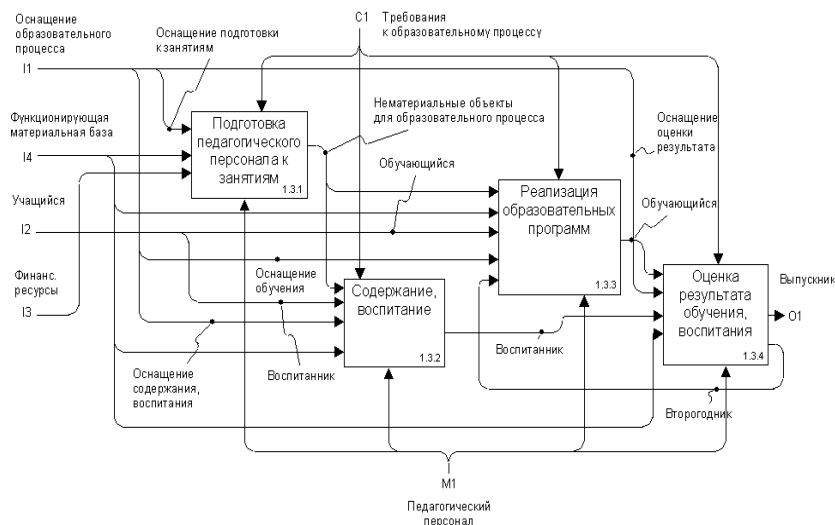 Оснащение
образовательного
процесса
I1
Оснащение подготовки
к занятиям
C1
Требования
к образовательному процессу
Функционирующая
материальная база
I4
Подготовка
педагогического
персонала к
занятиям
1.3.1
Нематериальные объекты
для образовательного процесса
Оснащение
оценки
результата
Обучающийся
Учащийся
I2
Реализация
образовательных
программ
1.3.3
Обучающийся
Финанс.
ресурсы
I3
Оснащение
обучения
Содержание,
воспитание
1.3.2
Оценка
результата
обучения,
воспитания
1.3.4
Выпускник
O1
Оснащение
содержания,
воспитания
Воспитанник
Воспитанник
Второгодник
M1
Педагогический
персонал